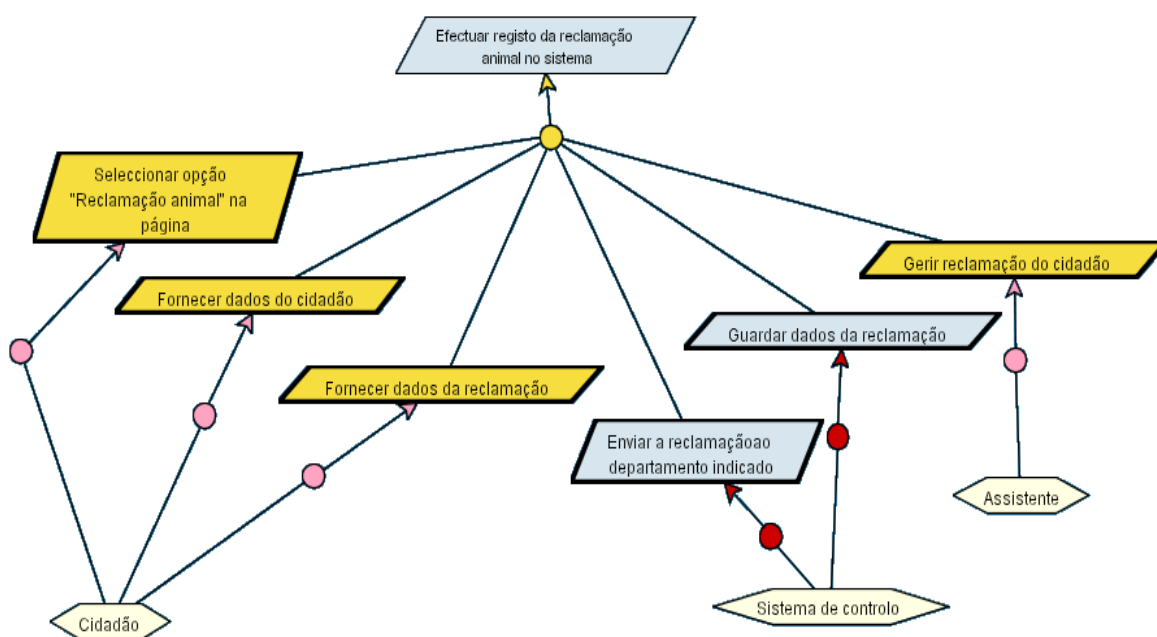 Efectuar registo da reclamação
animal no sistema
Seleccionar opção
"Reclamação animal" na
página
Gerir reclamação do cidadão
Fornecer dados do cidadão
Guardar dados da reclamação
Fornecer dados da reclamação
Enviar a reclamaçãoao
departamento indicado
Assistente
Sistema de controlo
Cidadão